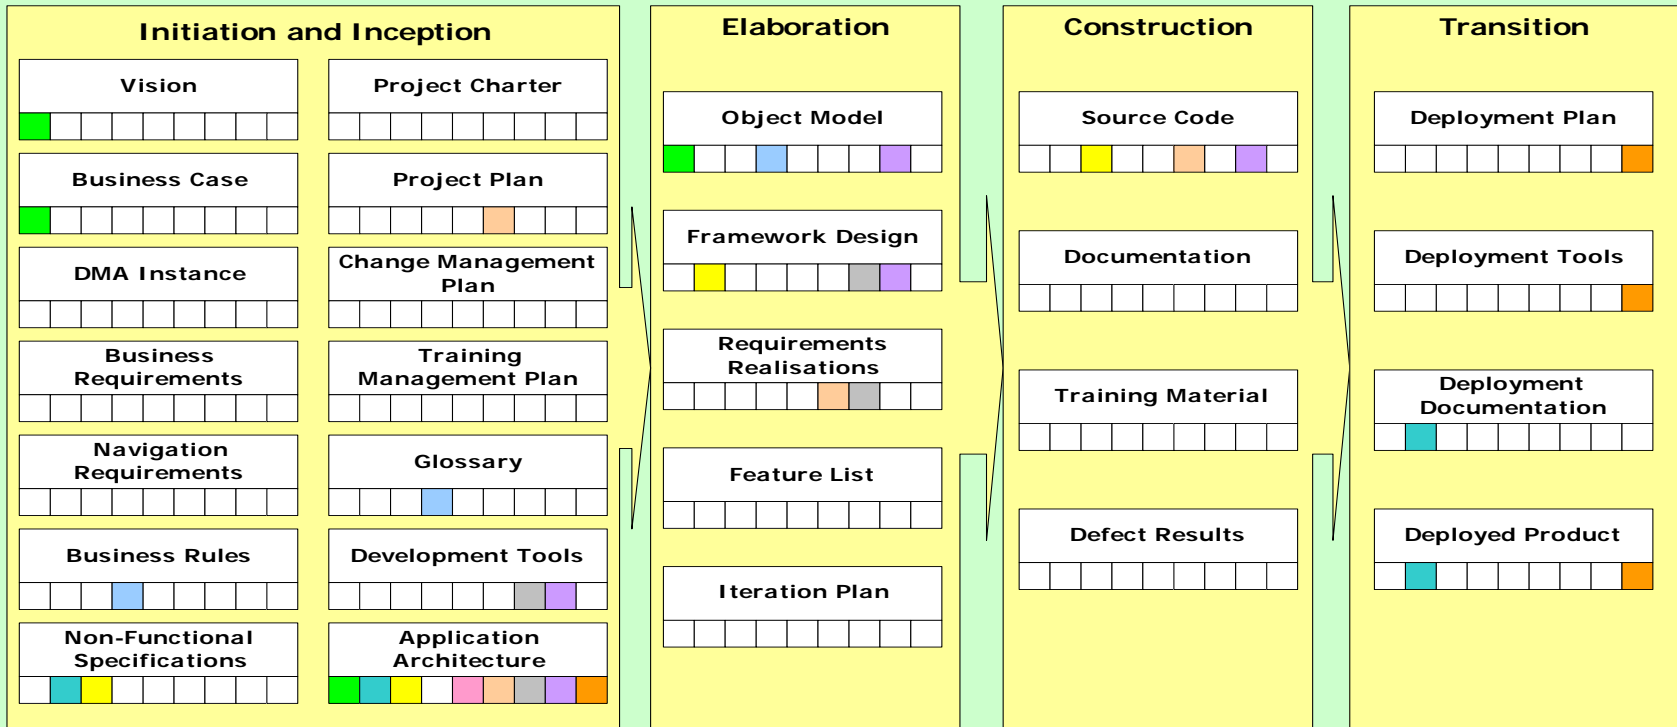 Initiation and Inception
Vision
Project Charter
Business Case
Project Plan
DMA Instance
Change Management
Plan
Business
Requirements
Training
Management Plan
Navigation
Requirements
Glossary
Business Rules
Development Tools
Non-Functional
Specifications
Application
Architecture
Elaboration
Object Model
Framework Design
Requirements
Realisations
Feature List
Iteration Plan
Construction
Source Code
Documentation
Training Material
Defect Results
Transition
Deployment Plan
Deployment Tools
Deployment
Documentation
Deployed Product